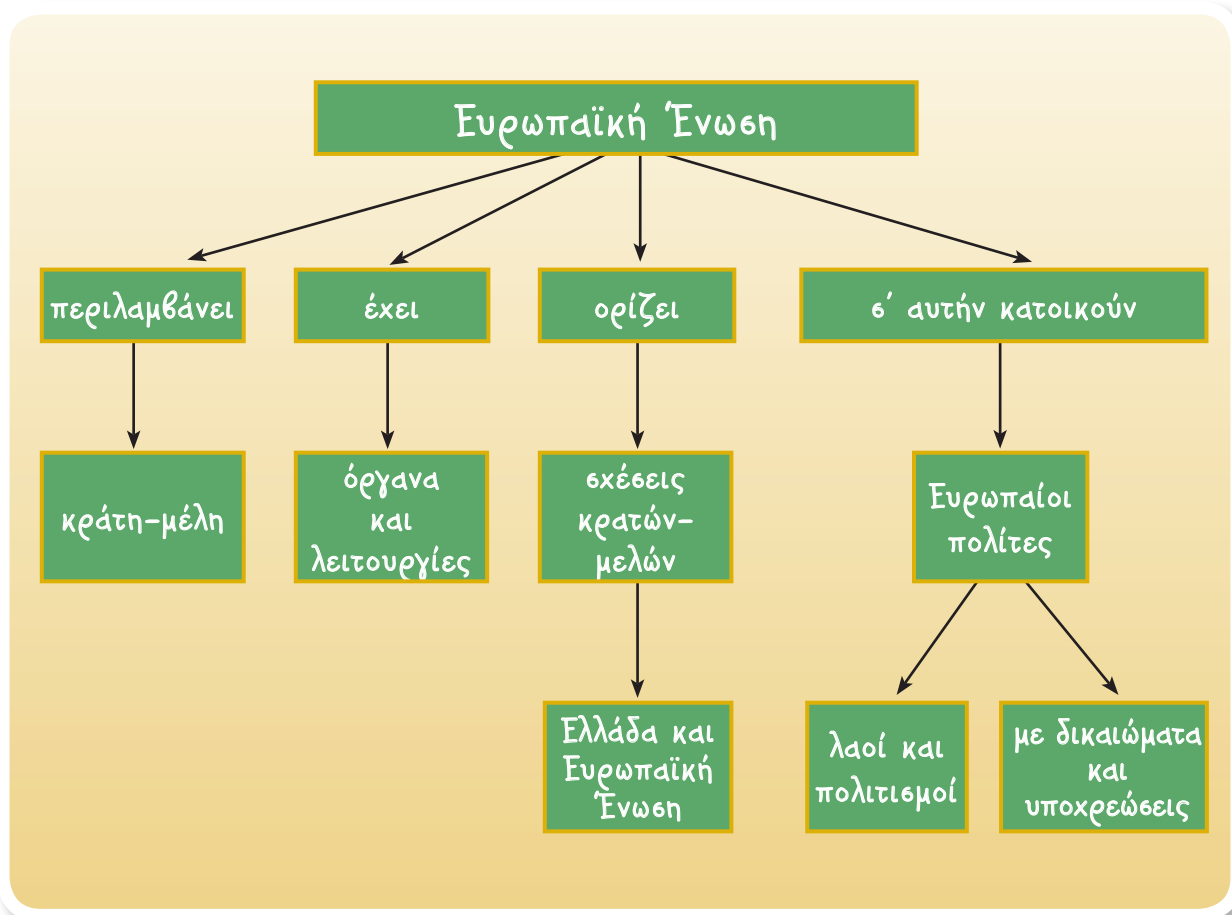 Ευρωπαϊκή Ένωση
περιλαμβάνει
έχει
ορίζει
σ΄ αυτήν κατοικούν
κράτη-μέλη
όργανα
και
λειτουργίες
σχέσεις
κρατών-
μελών
Ευρωπαίοι
πολίτες
Ελλάδα και
Ευρωπαϊκή
Ένωση
λαοί και
πολιτισμοί
με δικαιώματα
και
υποχρεώσεις